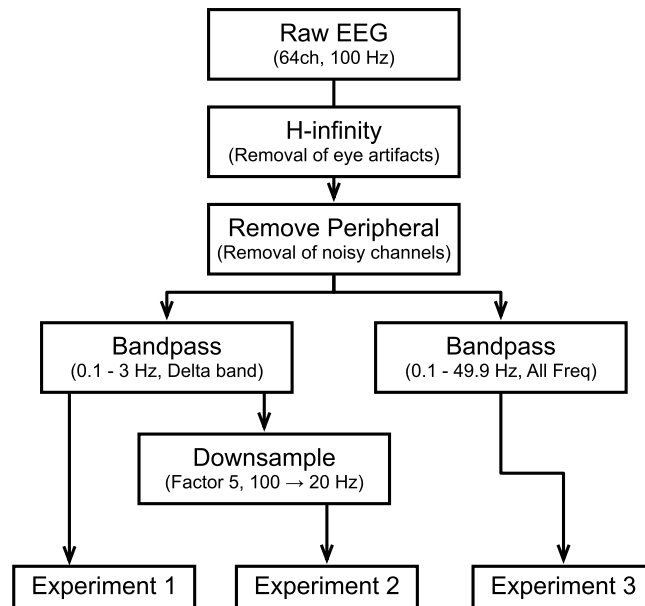 Raw EEG
(64ch, 100 Hz)
H-infinity
(Removal of eye artifacts)
Remove Peripheral
(Removal of noisy channels)
Bandpass
(0.1 - 3 Hz, Delta band)
Bandpass
(0.1 - 49.9 Hz, All Freq)
Downsample
(Factor 5, 100 → 20 Hz)
Experiment 1
Experiment 2
Experiment 3